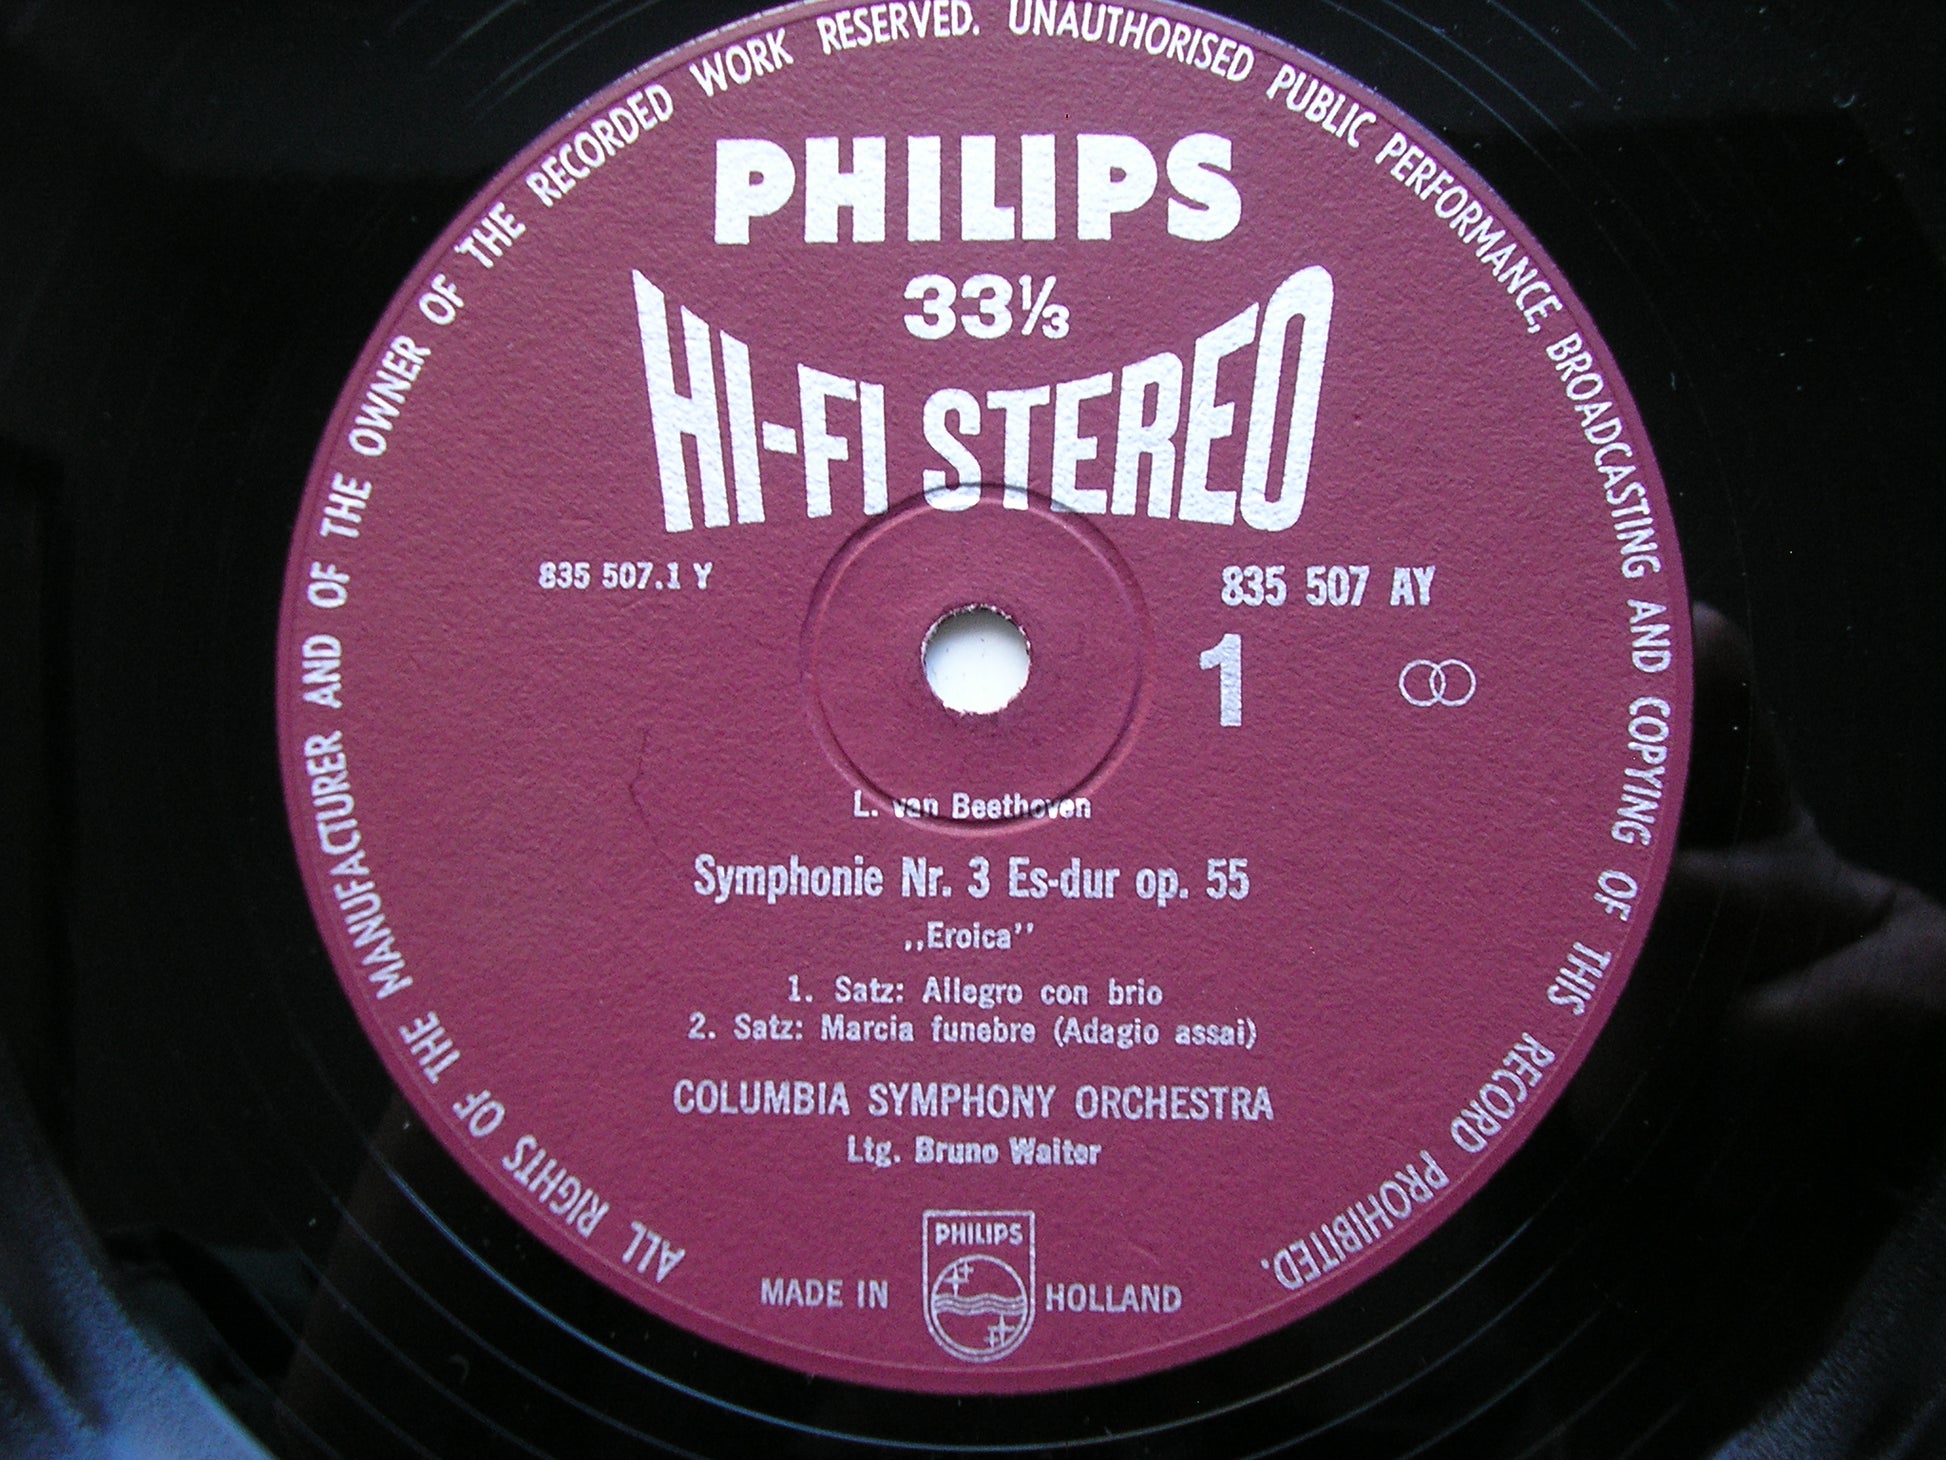 ALL RIGHTS OF THE MANUFACTURER AND OF THE OWNER OF THE RECORDED WORK RESERVED. UNAUTHORISED PUBLIC PERFORMANCE, BROADCASTING AND COPYING OF THIS RECORD PROHIBITED.
PHILIPS
33⅓
HI-FI STEREO
835 507.1 Y
835 507 AY
1
L. van Beethoven
Symphonie Nr. 3 Es-dur op. 55
,,Eroica’’
1. Satz: Allegro con brio
2. Satz: Marcia funebre (Adagio assai)
COLUMBIA SYMPHONY ORCHESTRA
Ltg. Bruno Walter
PHILIPS
MADE IN HOLLAND